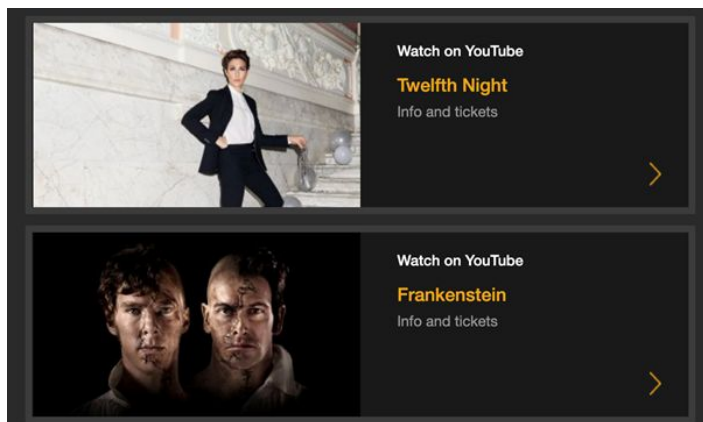 Watch on YouTube
Twelfth Night
Info and tickets
Watch on YouTube
Frankenstein
Info and tickets